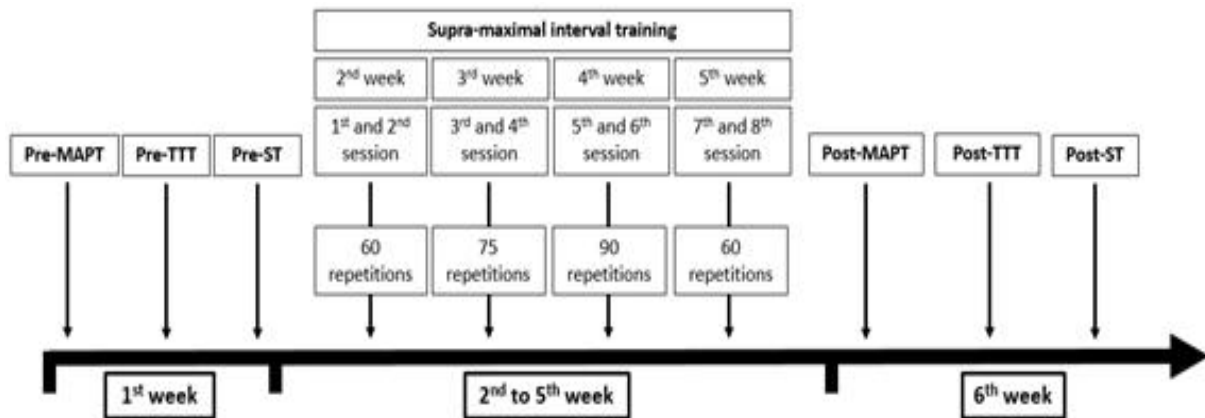 Supra-maximal interval training
2nd week
3rd week
4th week
5th week
1st and 2nd
session
3rd and 4th
session
5th and 6th
session
7th and 8th
session
Pre-MAPT
Pre-TTT
Pre-ST
Post-MAPT
Post-TTT
Post-ST
60
repetitions
75
repetitions
90
repetitions
60
repetitions
1st week
2nd to 5th week
6th week